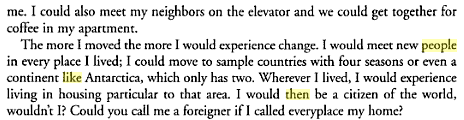 me. I could also meet my neighbors on the elevator and we could get together for
coffee in my apartment.
The more I moved the more I would experience change. I would meet new people
in every place I lived; I could move to sample countries with four seasons or even a
continent like Antarctica, which only has two. Wherever I lived, I would experience
living in housing particular to that area. I would then be a citizen of the world,
wouldn't I? Could you call me a foreigner if I called everyplace my home?